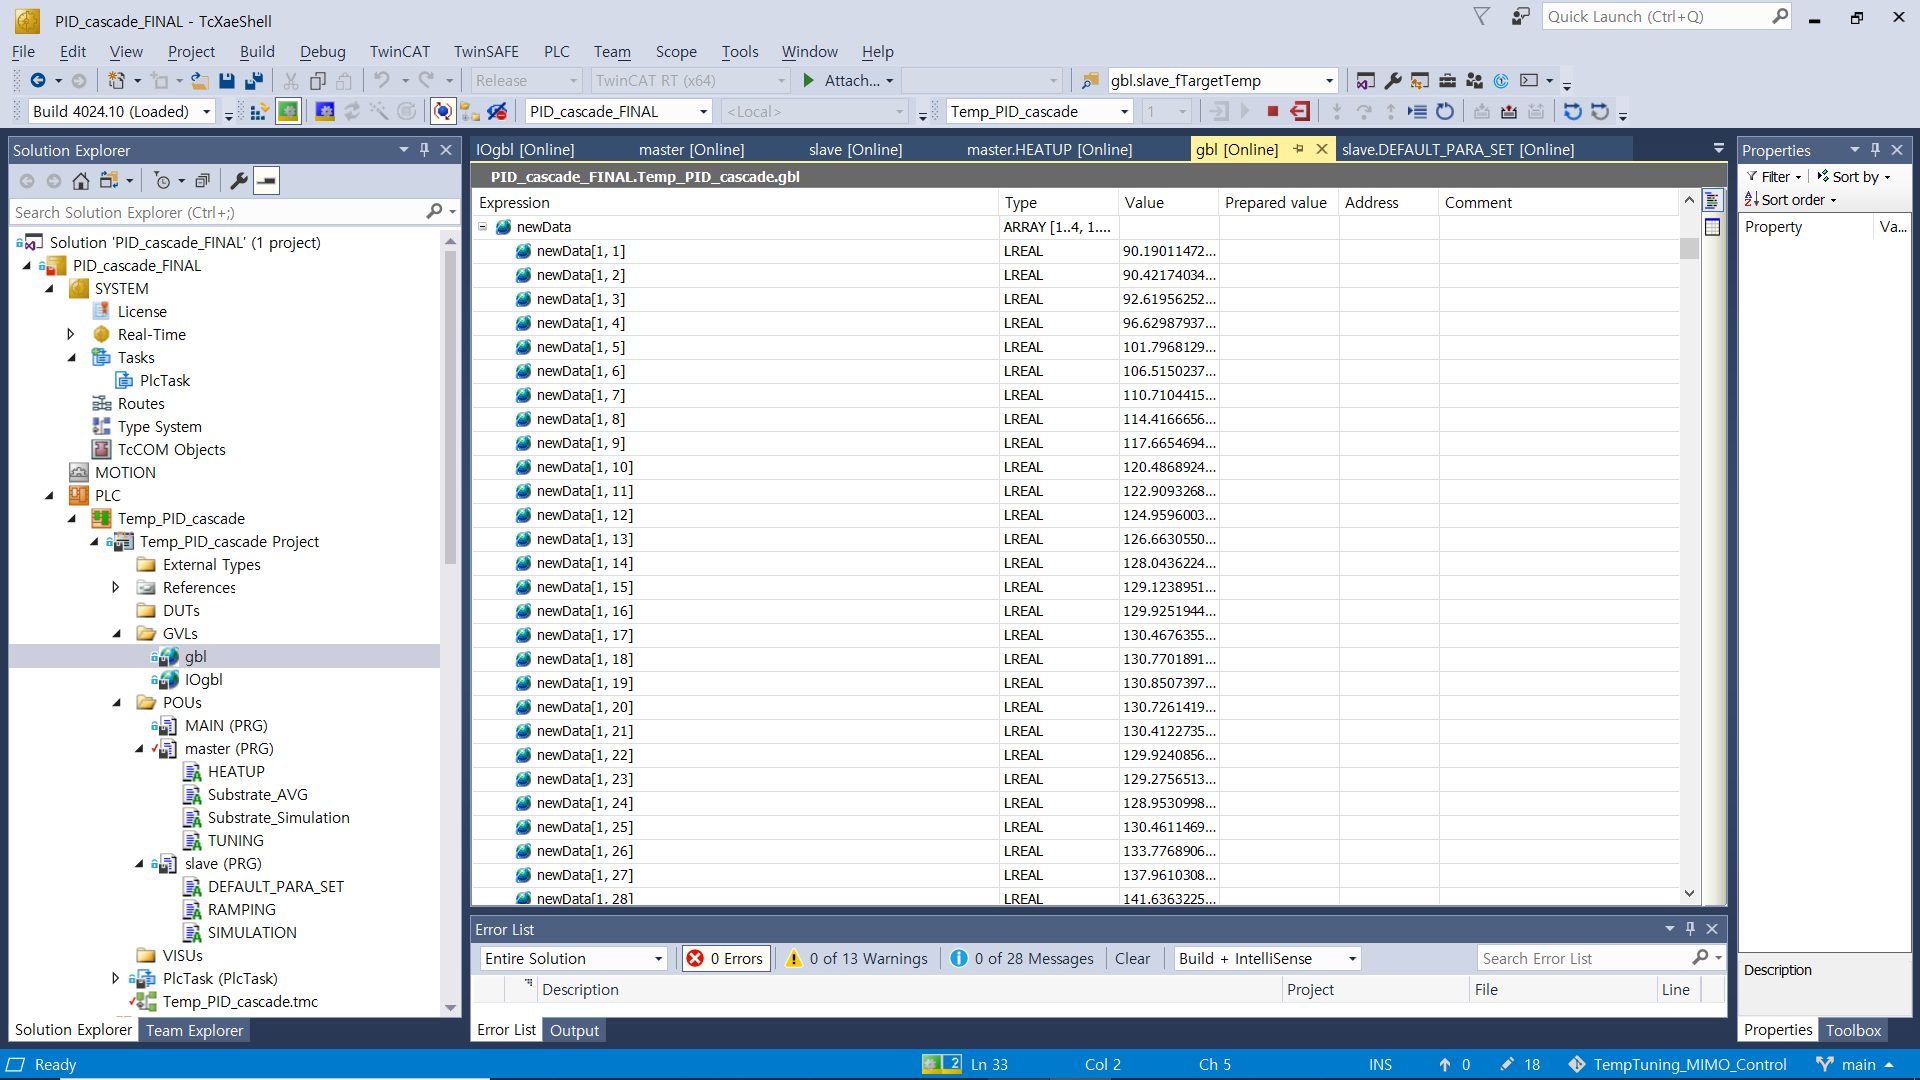 PID_cascade_FINAL - TcXaeShell
Quick Launch (Ctrl+Q)
File Edit View Project Build Debug TwinCAT TwinSAFE PLC Team Scope Tools Window Help
Release TwinCAT RT (x64) Attach... gbl.slave_fTargetTemp
Build 4024.10 (Loaded) PID_cascade_FINAL <Local> Temp_PID_cascade 1
Solution Explorer
Search Solution Explorer (Ctrl+;)
Solution 'PID_cascade_FINAL' (1 project)
PID_cascade_FINAL
SYSTEM
License
Real-Time
Tasks
PlcTask
Routes
Type System
TcCOM Objects
MOTION
PLC
Temp_PID_cascade
Temp_PID_cascade Project
External Types
References
DUTs
GVLs
gbl
IOgbl
POUs
MAIN (PRG)
master (PRG)
HEATUP
Substrate_AVG
Substrate_Simulation
TUNING
slave (PRG)
DEFAULT_PARA_SET
RAMPING
SIMULATION
VISUs
PlcTask (PlcTask)
Temp_PID_cascade.tmc
Solution Explorer Team Explorer
IOgbl [Online] master [Online] slave [Online] master.HEATUP [Online] gbl [Online] slave.DEFAULT_PARA_SET [Online]
PID_cascade_FINAL.Temp_PID_cascade.gbl
Expression Type Value Prepared value Address Comment
newData ARRAY [1..4, 1....
newData[1, 1] LREAL 90.19011472...
newData[1, 2] LREAL 90.42174034...
newData[1, 3] LREAL 92.61956252...
newData[1, 4] LREAL 96.62987937...
newData[1, 5] LREAL 101.7968129...
newData[1, 6] LREAL 106.5150237...
newData[1, 7] LREAL 110.7104415...
newData[1, 8] LREAL 114.4166656...
newData[1, 9] LREAL 117.6654694...
newData[1, 10] LREAL 120.4868924...
newData[1, 11] LREAL 122.9093268...
newData[1, 12] LREAL 124.9596003...
newData[1, 13] LREAL 126.6630550...
newData[1, 14] LREAL 128.0436224...
newData[1, 15] LREAL 129.1238951...
newData[1, 16] LREAL 129.9251944...
newData[1, 17] LREAL 130.4676355...
newData[1, 18] LREAL 130.7701891...
newData[1, 19] LREAL 130.8507397...
newData[1, 20] LREAL 130.7261419...
newData[1, 21] LREAL 130.4122735...
newData[1, 22] LREAL 129.9240856...
newData[1, 23] LREAL 129.2756513...
newData[1, 24] LREAL 128.9530998...
newData[1, 25] LREAL 130.4611469...
newData[1, 26] LREAL 133.7768906...
newData[1, 27] LREAL 137.9610308...
newData[1, 28] LREAL 141.6363225...
Error List
Entire Solution 0 Errors 0 of 13 Warnings 0 of 28 Messages Clear Build + IntelliSense Search Error List
Description Project File Line
Error List Output
Properties
Filter Sort by
Sort order
Property Va...
Description
Properties Toolbox
Ready 2 Ln 33 Col 2 Ch 5 INS 0 18 TempTuning_MIMO_Control main